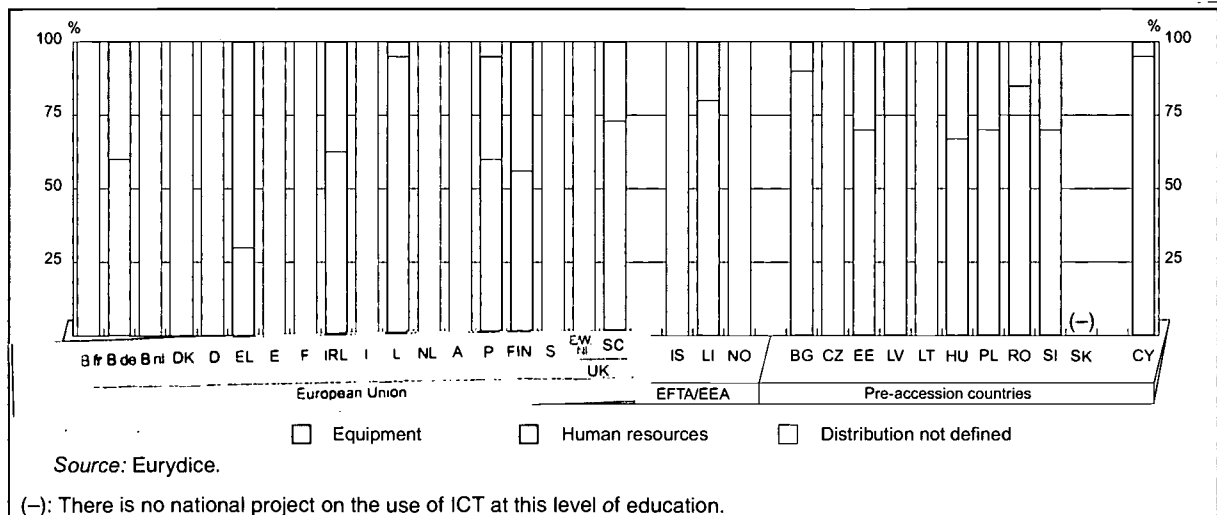 % %
100 100
75 75
50 50
25 25
(–)
B fr B de B nl DK D EL E F IRL I L NL A P FIN S E,W, NI SC IS LI NO BG CZ EE LV LT HU PL RO SI SK CY
UK
European Union EFTA/EEA Pre-accession countries
Equipment Human resources Distribution not defined
Source: Eurydice.
(–): There is no national project on the use of ICT at this level of education.